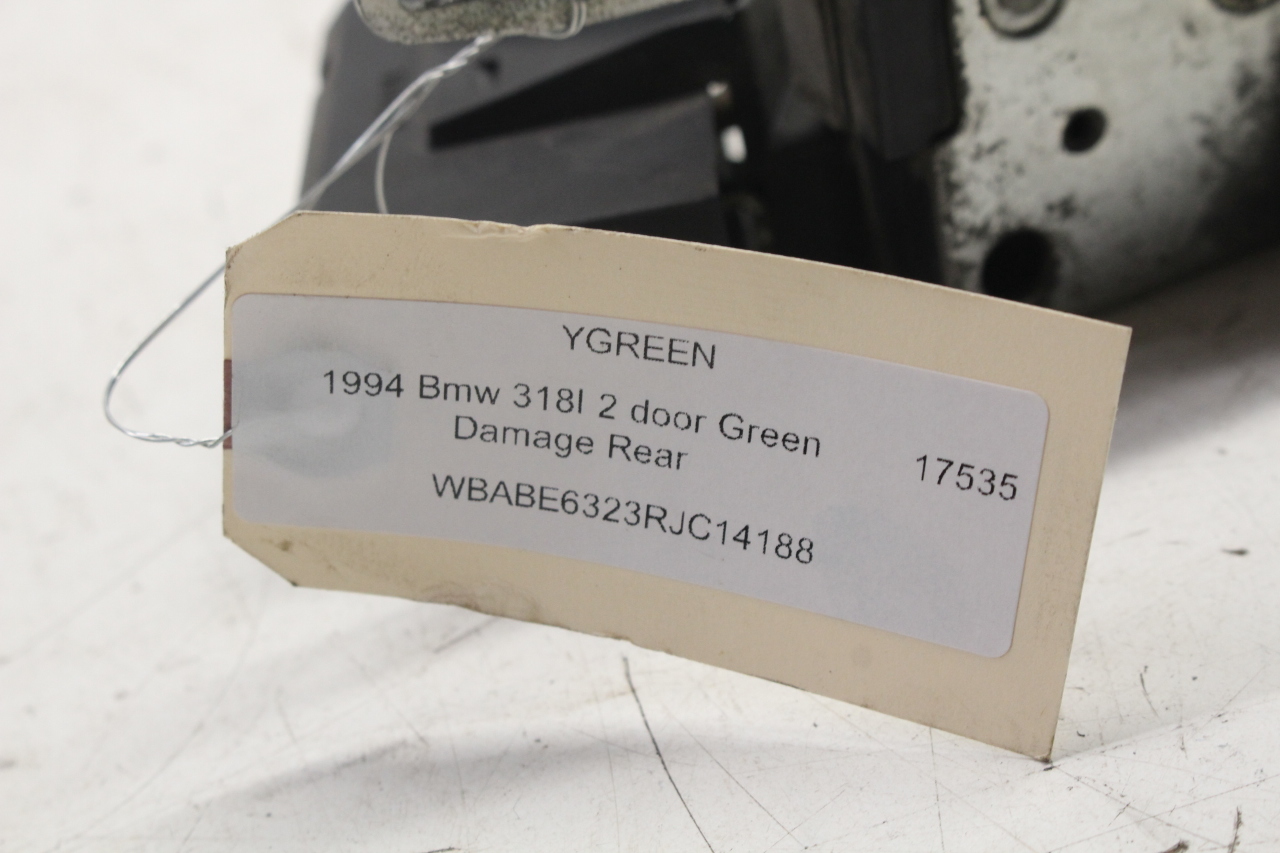 YGREEN
1994 Bmw 318I 2 door Green
Damage Rear
17535
WBABE6323RJC14188